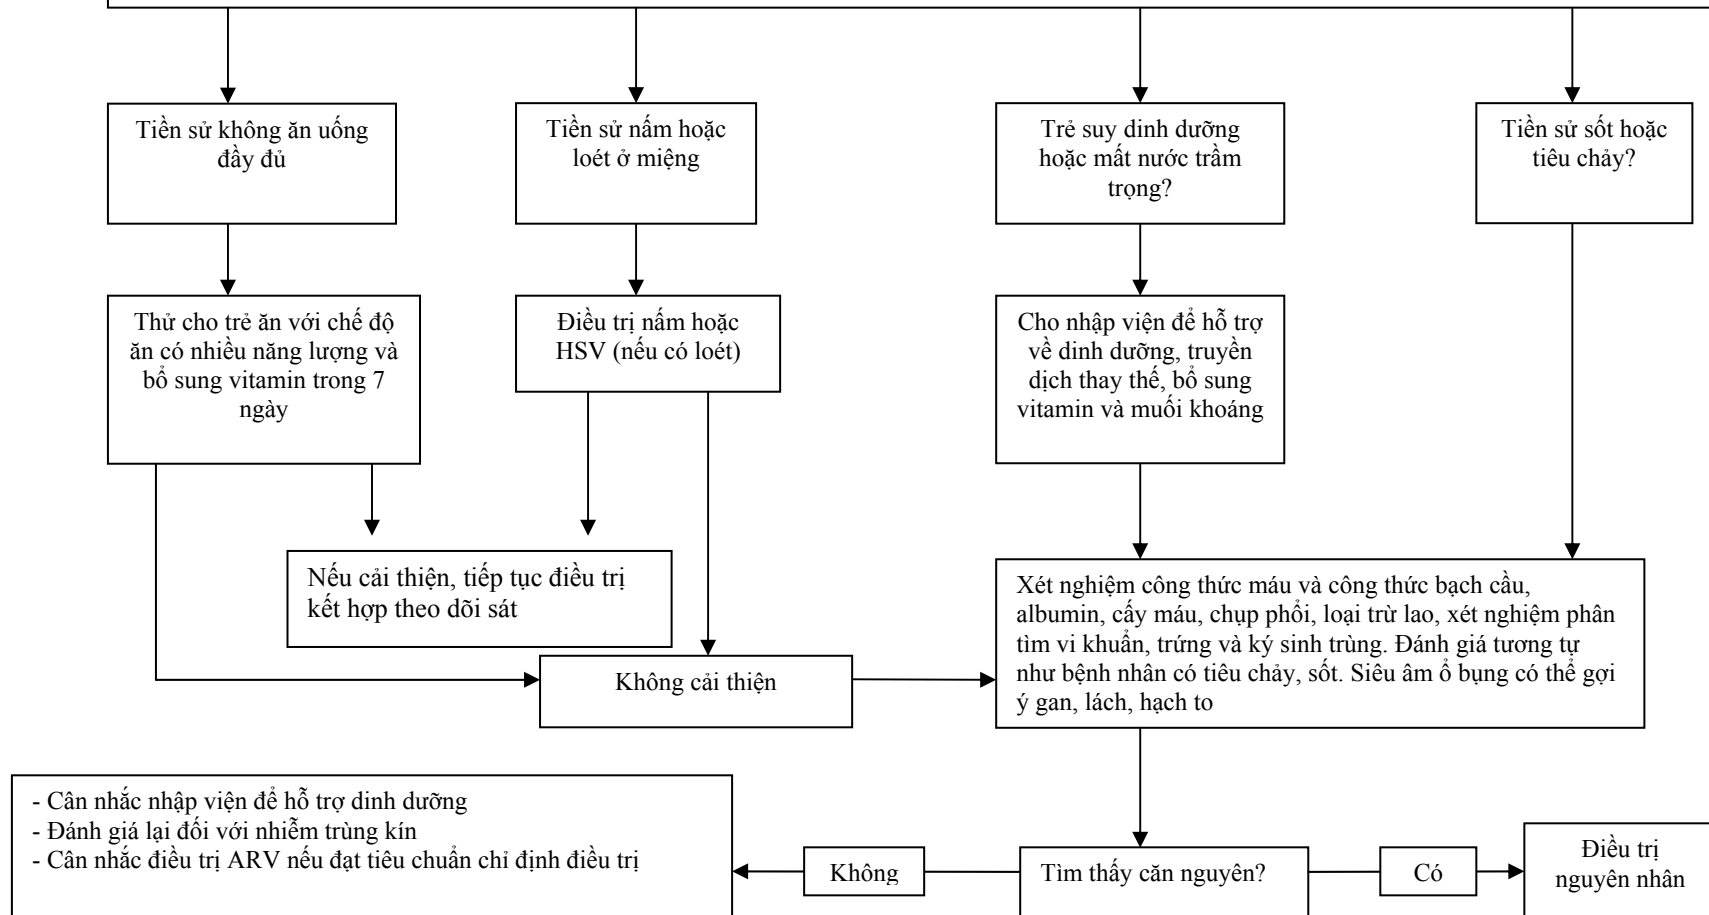 Tiền sử không ăn uống
đầy đủ
Tiền sử nấm hoặc
loét ở miệng
Trẻ suy dinh dưỡng
hoặc mất nước trầm
trọng?
Tiền sử sốt hoặc
tiêu chảy?
Thử cho trẻ ăn với chế độ
ăn có nhiều năng lượng và
bổ sung vitamin trong 7
ngày
Điều trị nấm hoặc
HSV (nếu có loét)
Cho nhập viện để hỗ trợ
về dinh dưỡng, truyền
dịch thay thế, bổ sung
vitamin và muối khoáng
Nếu cải thiện, tiếp tục điều trị
kết hợp theo dõi sát
Không cải thiện
Xét nghiệm công thức máu và công thức bạch cầu,
albumin, cấy máu, chụp phổi, loại trừ lao, xét nghiệm phân
tìm vi khuẩn, trứng và ký sinh trùng. Đánh giá tương tự
như bệnh nhân có tiêu chảy, sốt. Siêu âm ổ bụng có thể gợi
ý gan, lách, hạch to
- Cân nhắc nhập viện để hỗ trợ dinh dưỡng
- Đánh giá lại đối với nhiễm trùng kín
- Cân nhắc điều trị ARV nếu đạt tiêu chuẩn chỉ định điều trị
Không
Tìm thấy căn nguyên?
Có
Điều trị
nguyên nhân